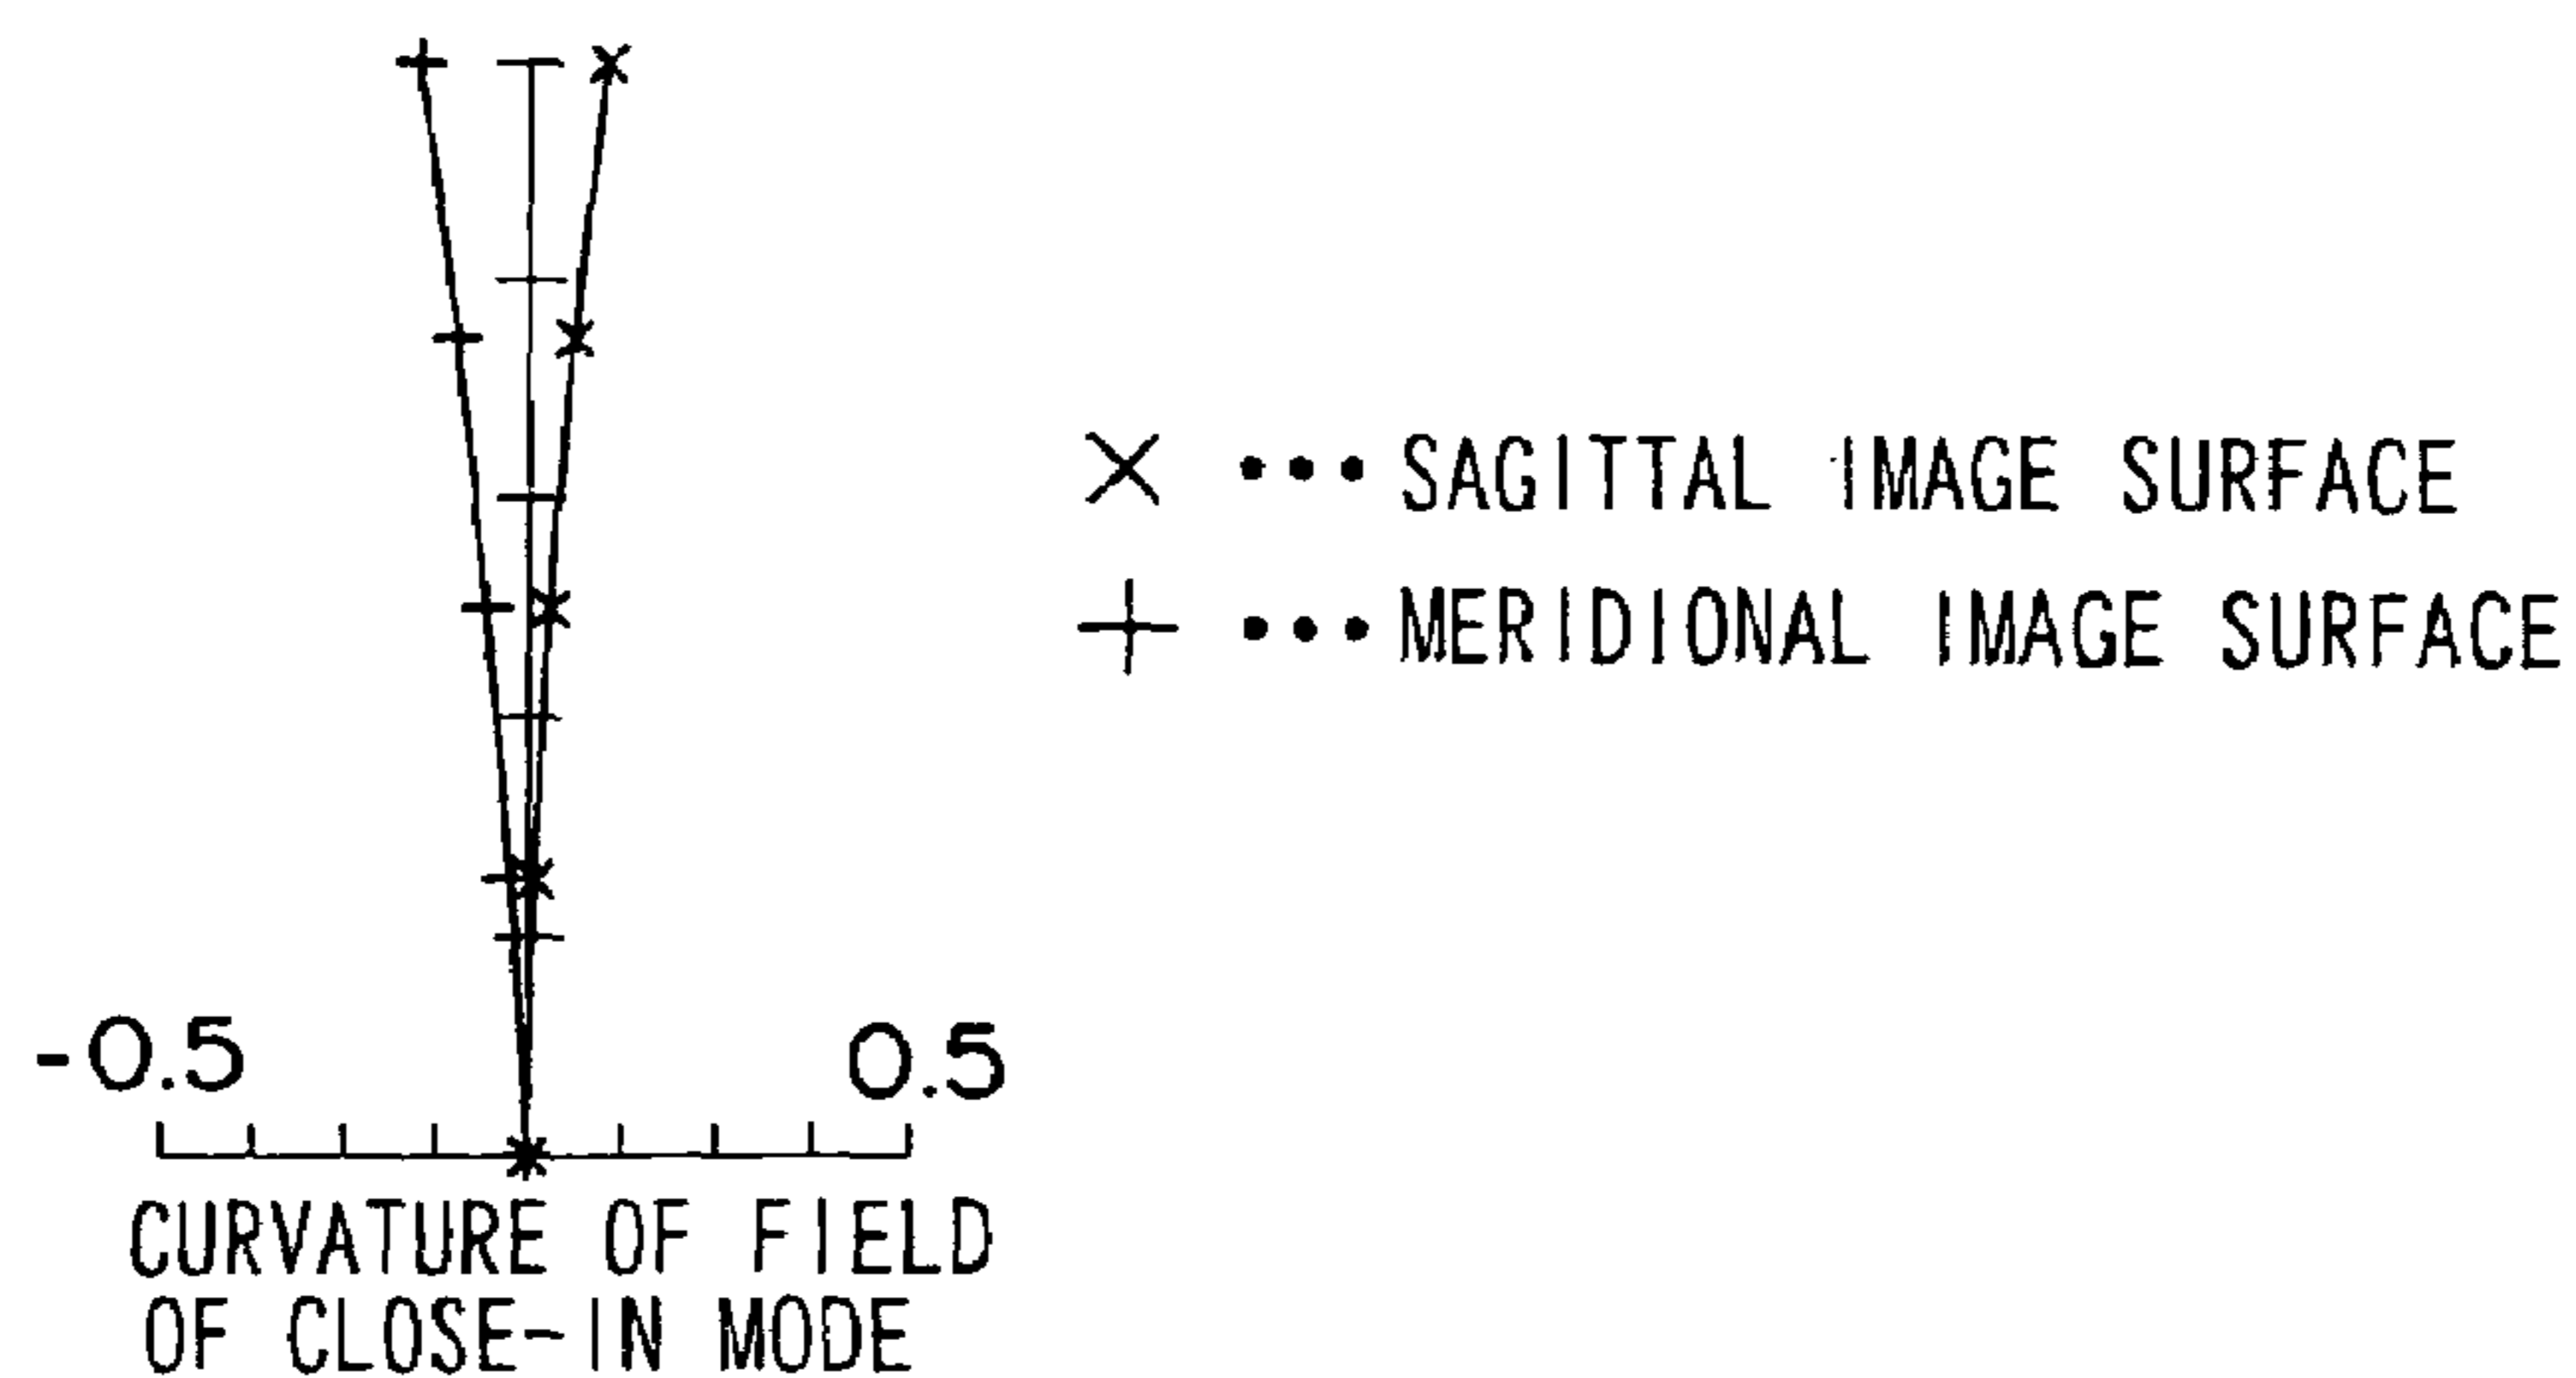 × ••• SAGITTAL IMAGE SURFACE
+ ••• MERIDIONAL IMAGE SURFACE
-0.5 0.5
CURVATURE OF FIELD
OF CLOSE-IN MODE